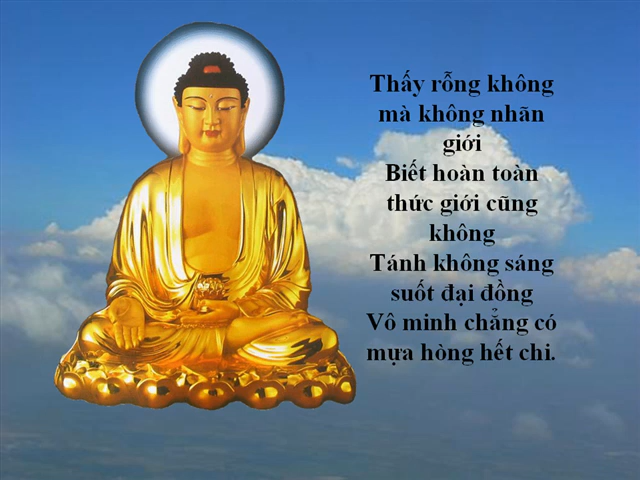 Thấy rỗng không
mà không nhãn
giới
Biết hoàn toàn
thức giới cũng
không
Tánh không sáng
suốt đại đồng
Vô minh chẳng có
mựa hòng hết chi.